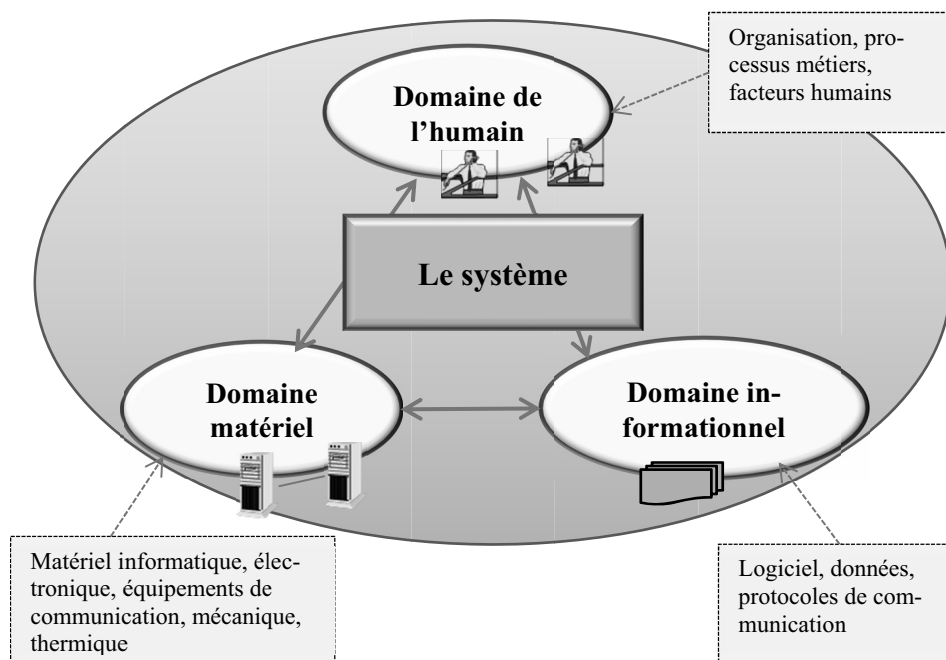 Organisation, pro-
cessus métiers,
facteurs humains
Domaine de
l’humain
Le système
Domaine
matériel
Domaine in-
formationnel
Matériel informatique, élec-
tronique, équipements de
communication, mécanique,
thermique
Logiciel, données,
protocoles de com-
munication